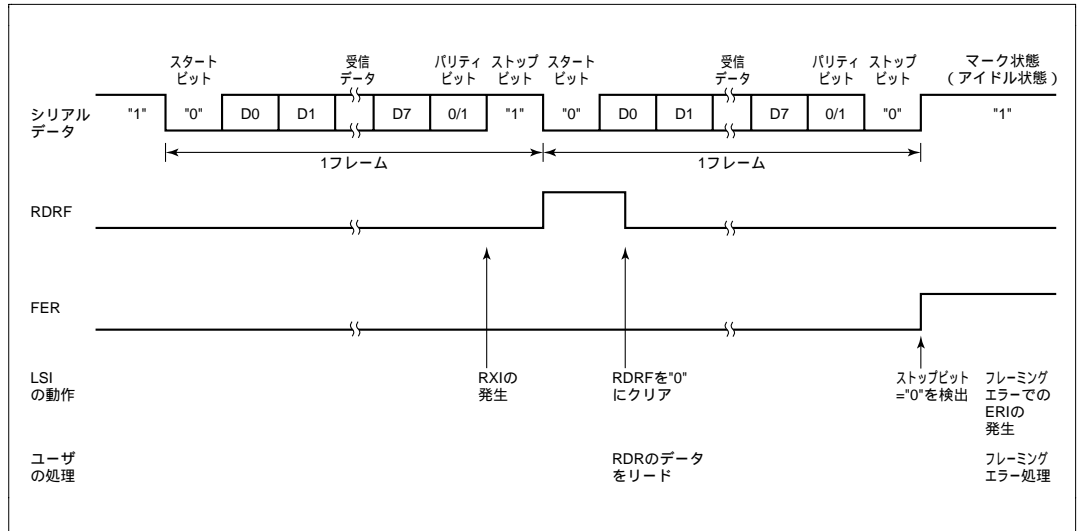 スタート
ビット
受信
データ
パリティ
ビット
ストップ
ビット
スタート
ビット
受信
データ
パリティ
ビット
ストップ
ビット
マーク状態
(アイドル状態)
シリアル
データ
"1" "0" D0 D1 D7 0/1 "1" "0" D0 D1 D7 0/1 "0" "1"
1フレーム 1フレーム
RDRF
FER
LSI
の動作
RXIの
発生
RDRFを"0"
にクリア
ストップビット
="0"を検出
フレーミング
エラーでの
ERIの
発生
ユーザ
の処理
RDRのデータ
をリード
フレーミング
エラー処理